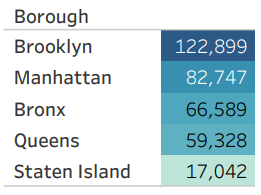 Borough
Brooklyn 122,899
Manhattan 82,747
Bronx 66,589
Queens 59,328
Staten Island 17,042